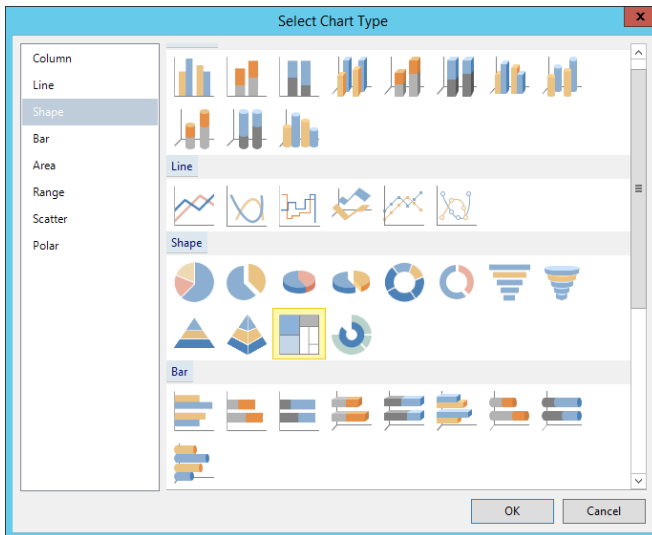 Select Chart Type
x
Column
Line
Shape
Bar
Area
Range
Scatter
Polar
Line
Shape
Bar
OK
Cancel